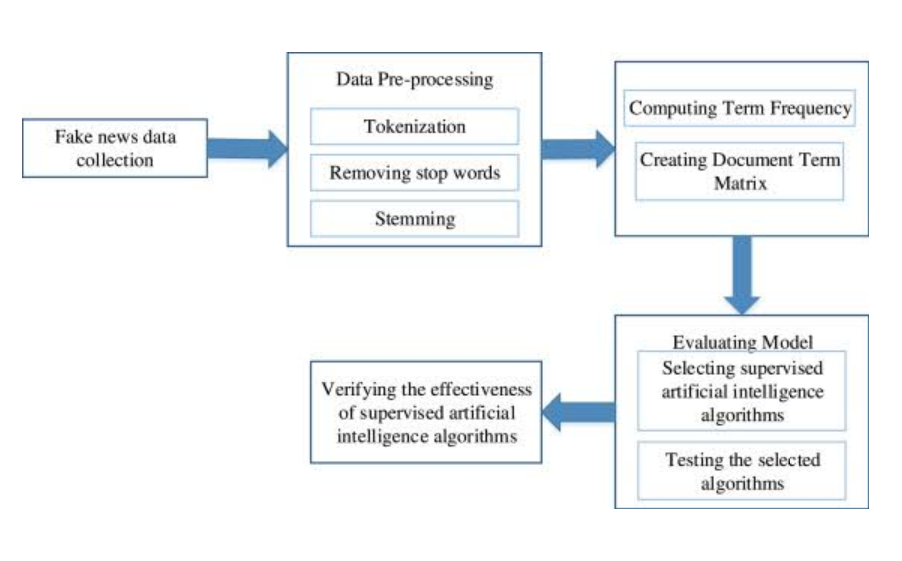 Fake news data
collection
Data Pre-processing
Tokenization
Removing stop words
Stemming
Computing Term Frequency
Creating Document Term
Matrix
Evaluating Model
Selecting supervised
artificial intelligence
algorithms
Testing the selected
algorithms
Verifying the effectiveness
of supervised artificial
intelligence algorithms